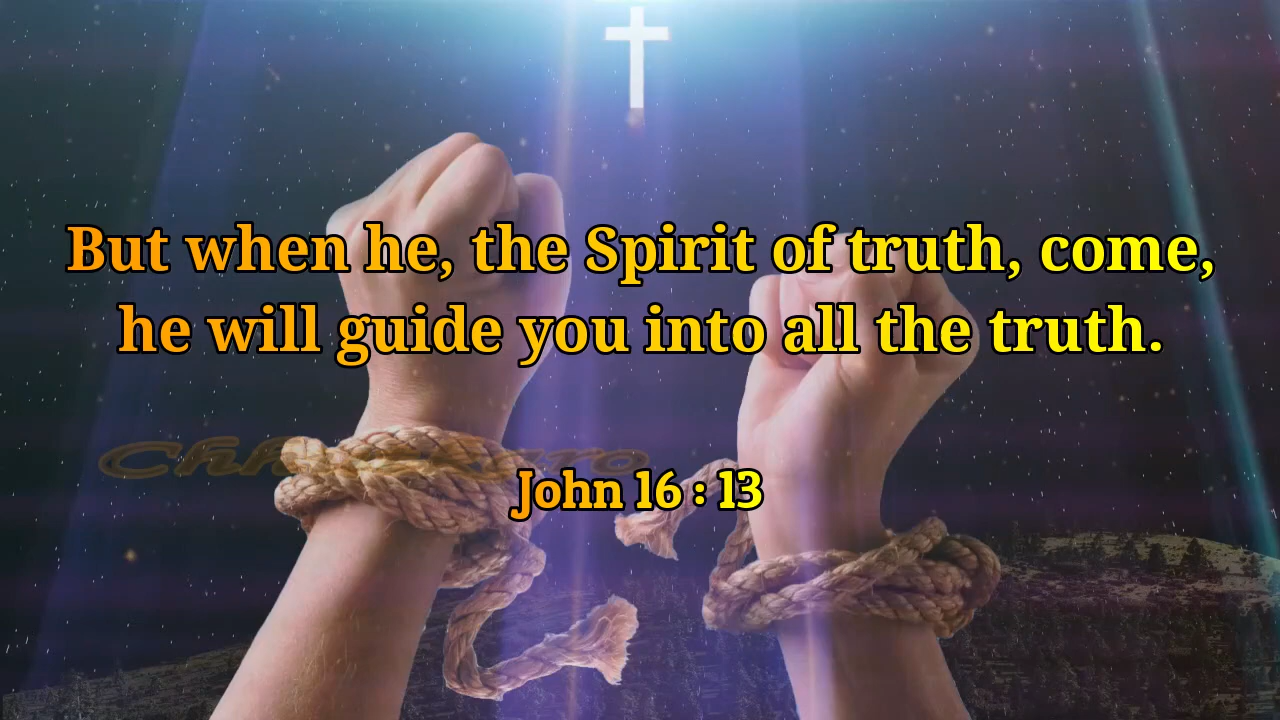 But when he, the Spirit of truth, come,
he will guide you into all the truth.
John 16 : 13